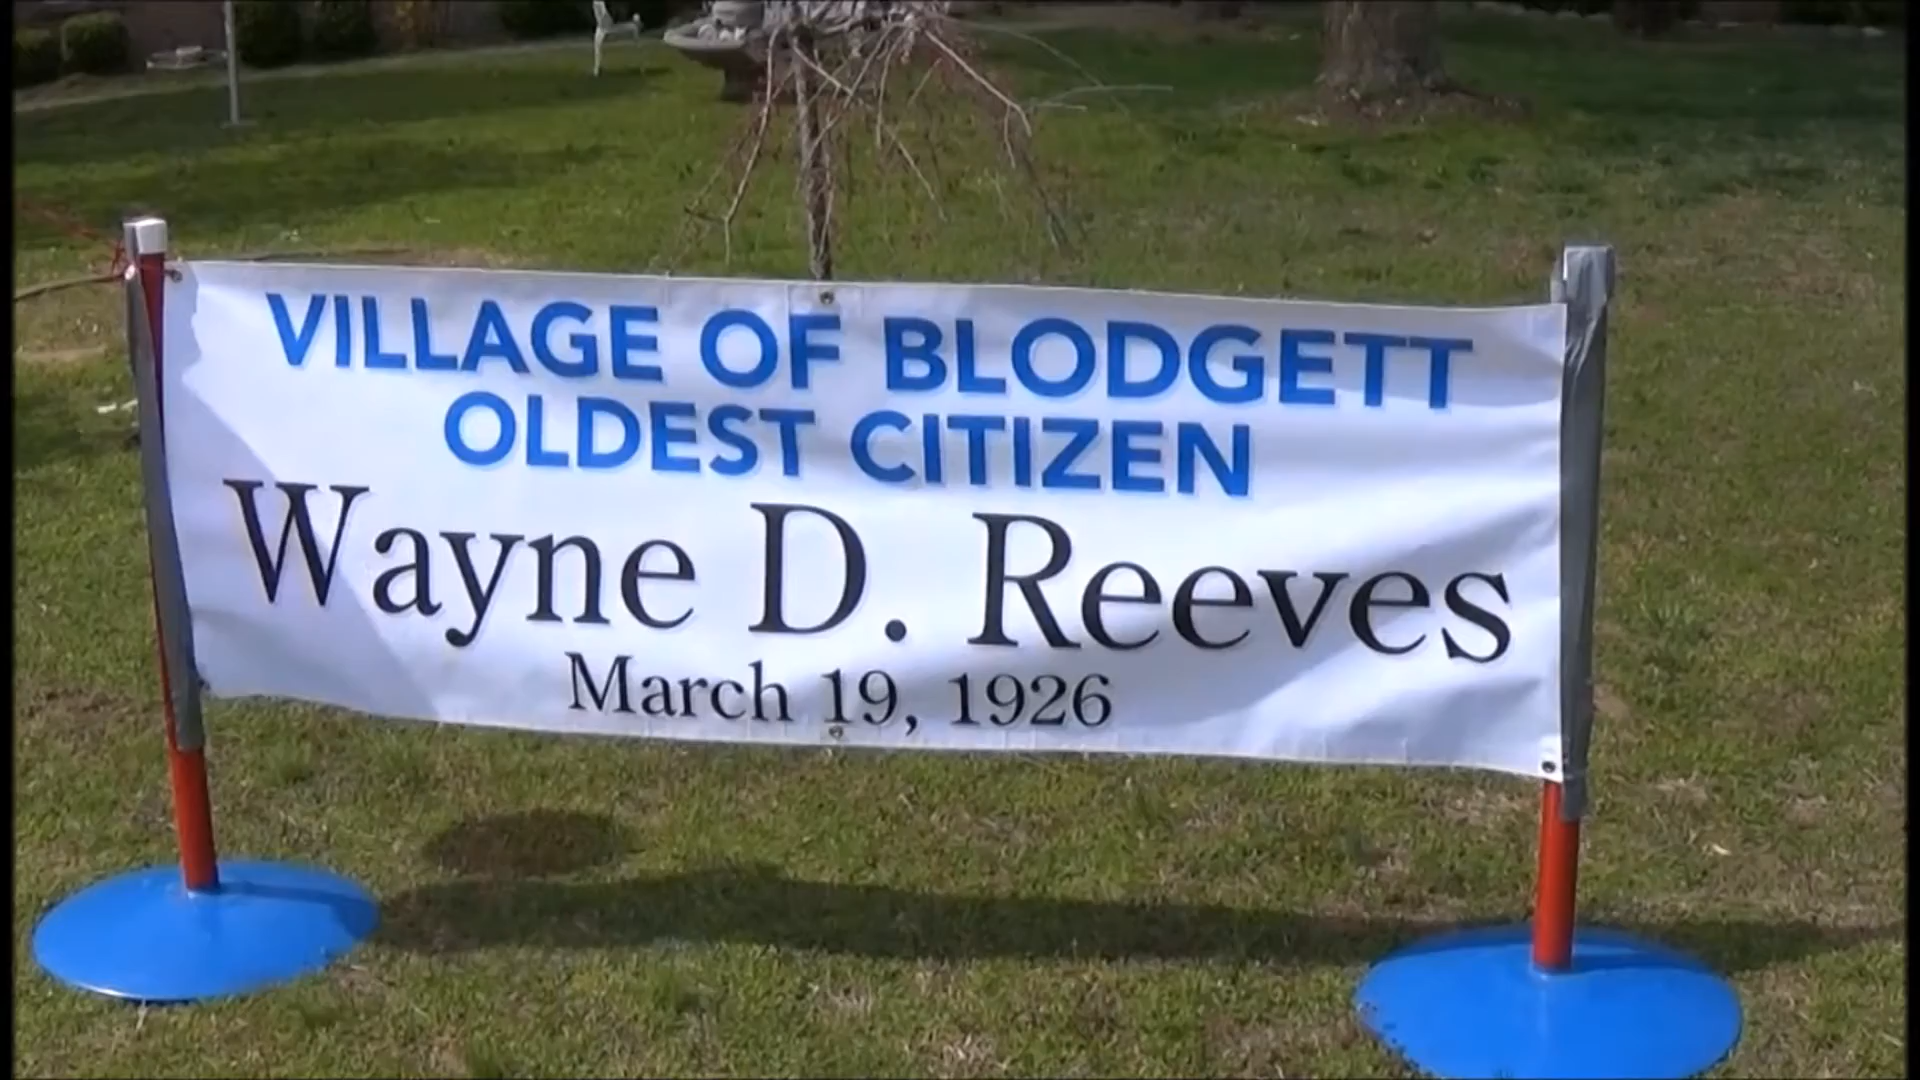 VILLAGE OF BLODGETT
OLDEST CITIZEN
Wayne D. Reeves
March 19, 1926